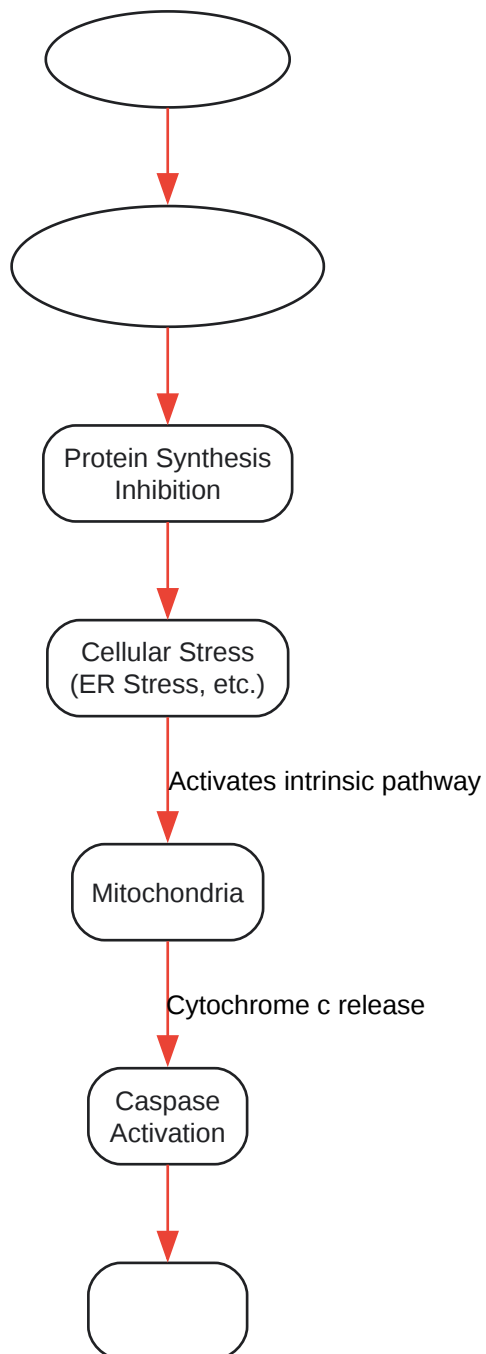 Protein Synthesis
Inhibition
Cellular Stress
(ER Stress, etc.)
Activates intrinsic pathway
Mitochondria
Cytochrome c release
Caspase
Activation